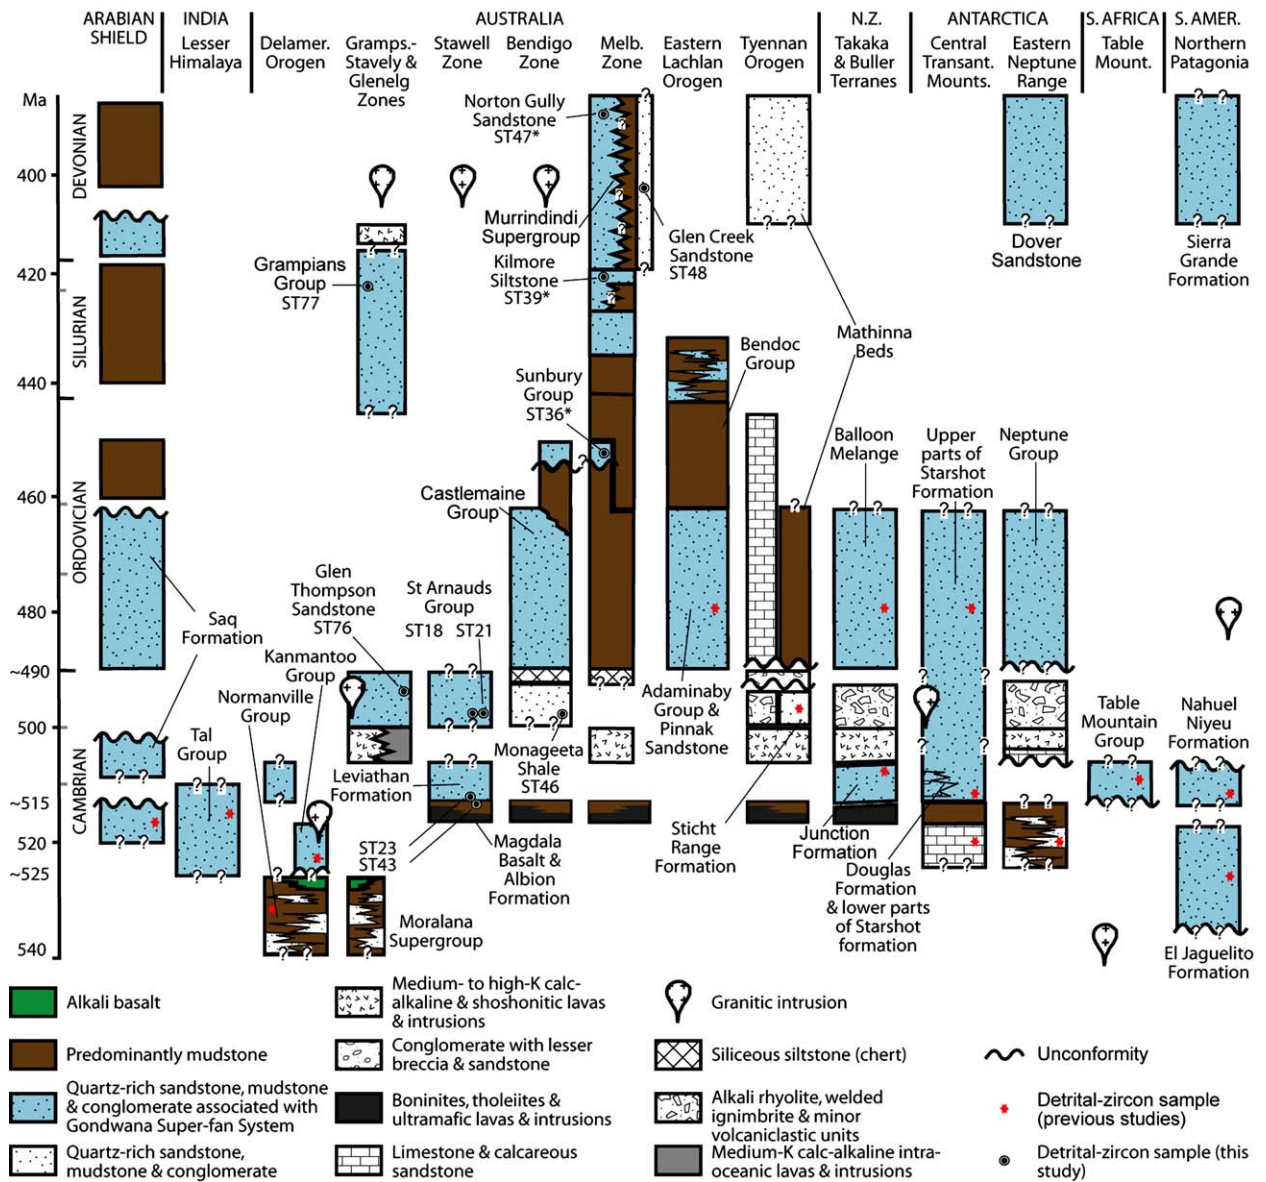 ARABIAN
SHIELD
INDIA
Lesser
Himalaya
AUSTRALIA
Delamer.
Orogen
Gramps.-
Stavely &
Glenelg
Zones
Stawell
Zone
Bendigo
Zone
Melb.
Zone
Eastern
Lachlan
Orogen
Tyennan
Orogen
N.Z.
Takaka
& Buller
Terranes
ANTARCTICA
Central
Transant.
Mounts.
Eastern
Neptune
Range
S. AFRICA
Table
Mount.
S. AMER.
Northern
Patagonia
Ma
400
420
440
460
480
~490
500
~515
520
~525
540
DEVONIAN
SILURIAN
ORDOVICIAN
CAMBRIAN
Norton Gully
Sandstone
ST47*
Murrindindi
Supergroup
Kilmore
Siltstone
ST39*
Glen Creek
Sandstone
ST48
Grampians
Group
ST77
Dover
Sandstone
Sierra
Grande
Formation
Mathinna
Beds
Bendoc
Group
Sunbury
Group
ST36*
Castlemaine
Group
Balloon
Melange
Upper
parts of
Starshot
Formation
Neptune
Group
Glen
Thompson
Sandstone
ST76
St Arnauds
Group
ST18 ST21
Saq
Formation
Kanmantoo
Group
Normanville
Group
Tal
Group
Leviathan
Formation
Monageeta
Shale
ST46
Adaminaby
Group &
Pinnak
Sandstone
Table
Mountain
Group
Nahuel
Niyeu
Formation
ST23
ST43
Magdala
Basalt &
Albion
Formation
Moralana
Supergroup
Sticht
Range
Formation
Junction
Formation
Douglas
Formation
& lower parts
of Starshot
formation
El Jaguelito
Formation
Alkali basalt
Predominantly mudstone
Quartz-rich sandstone, mudstone
& conglomerate associated with
Gondwana Super-fan System
Quartz-rich sandstone,
mudstone & conglomerate
Medium- to high-K calc-
alkaline & shoshonitic lavas
& intrusions
Conglomerate with lesser
breccia & sandstone
Boninites, tholeiites &
ultramafic lavas & intrusions
Limestone & calcareous
sandstone
Granitic intrusion
Siliceous siltstone (chert)
Alkali rhyolite, welded
ignimbrite & minor
volcaniclastic units
Medium-K calc-alkaline intra-
oceanic lavas & intrusions
Unconformity
Detrital-zircon sample
(previous studies)
Detrital-zircon sample (this
study)